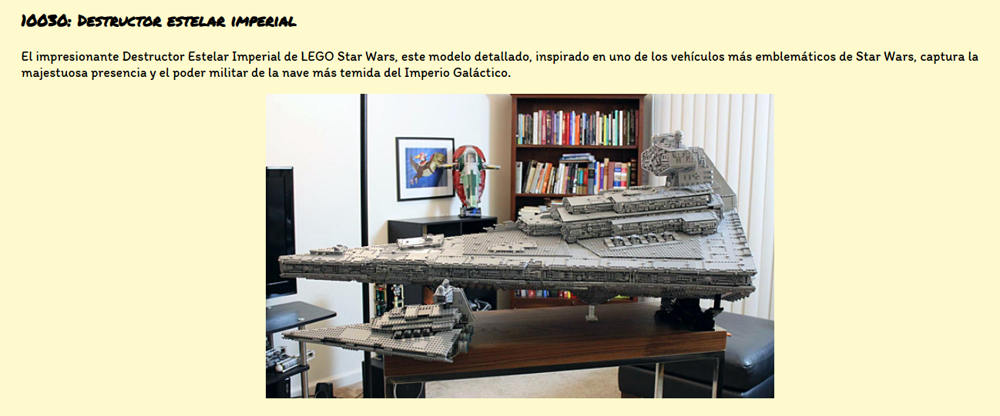 10030: Destructor estelar imperial
El impresionante Destructor Estelar Imperial de LEGO Star Wars, este modelo detallado, inspirado en uno de los vehículos más emblemáticos de Star Wars, captura la
majestuosa presencia y el poder militar de la nave más temida del Imperio Galáctico.